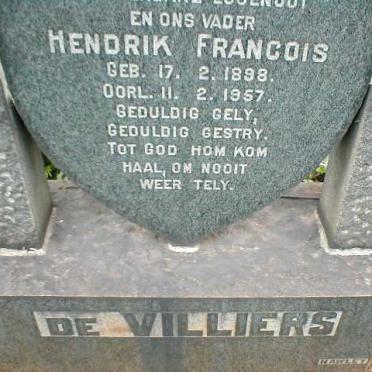 EN ONS VADER
HENDRIK FRANCOIS
GEB. 17. 2. 1898.
OORL. 11. 2. 1957.
GEDULDIG GELY,
GEDULDIG GESTRY.
TOT GOD HOM KOM
HAAL, OM NOOIT
WEER TELY.
DE VILLIERS
HAWLEY